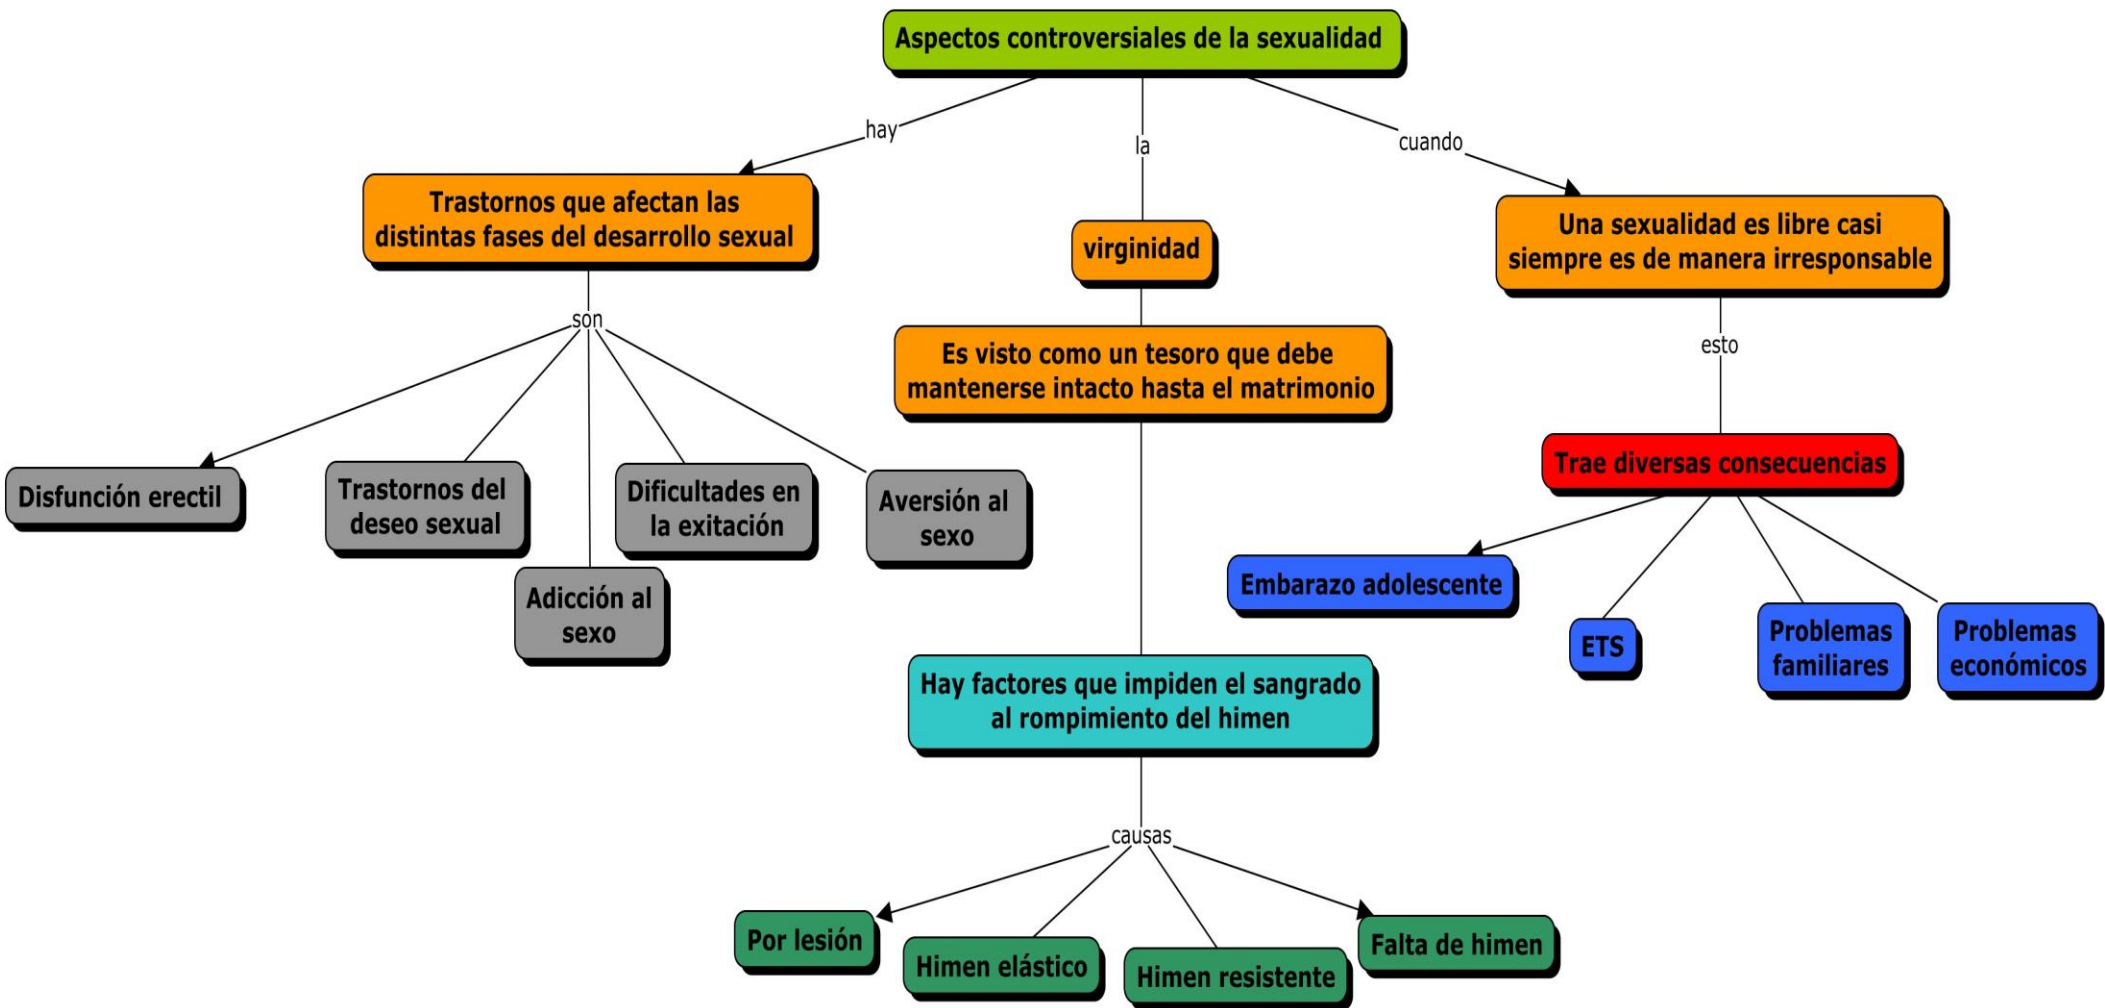 Aspectos controversiales de la sexualidad
hay
la
cuando
Trastornos que afectan las
distintas fases del desarrollo sexual
virginidad
Una sexualidad es libre casi
siempre es de manera irresponsable
son
Es visto como un tesoro que debe
mantenerse intacto hasta el matrimonio
esto
Trae diversas consecuencias
Disfunción erectil
Trastornos del
deseo sexual
Adicción al
sexo
Dificultades en
la exitación
Aversión al
sexo
Embarazo adolescente
ETS
Problemas
familiares
Problemas
económicos
Hay factores que impiden el sangrado
al rompimiento del himen
causas
Por lesión
Himen elástico
Himen resistente
Falta de himen